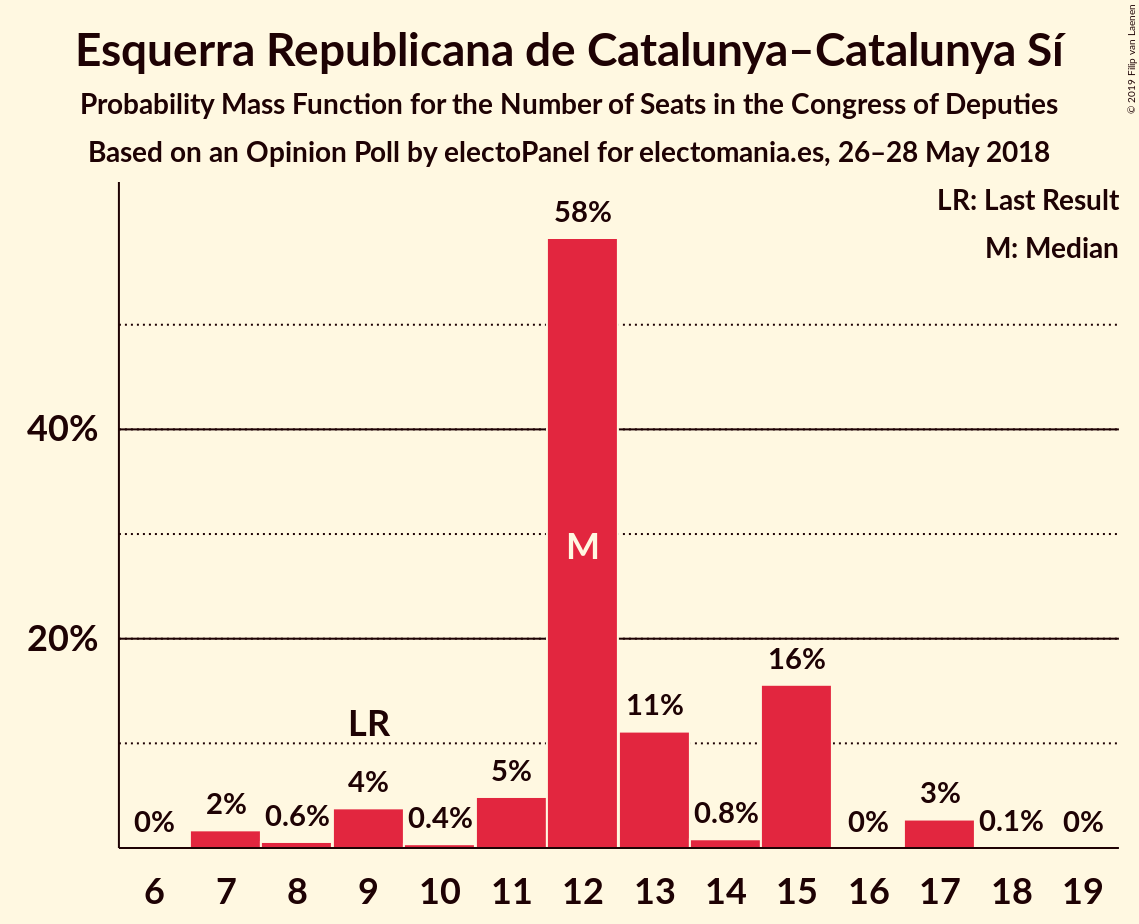 Esquerra Republicana de Catalunya–Catalunya Sí
Probability Mass Function for the Number of Seats in the Congress of Deputies
Based on an Opinion Poll by electoPanel for electomania.es, 26–28 May 2018
© 2019 Filip van Laenen
LR: Last Result
M: Median
58%
40%
M
20%
16%
11%
LR
5%
4%
3%
2%
0.6%
0.4%
0.8%
0%
0%
0.1%
0%
6 7 8 9 10 11 12 13 14 15 16 17 18 19